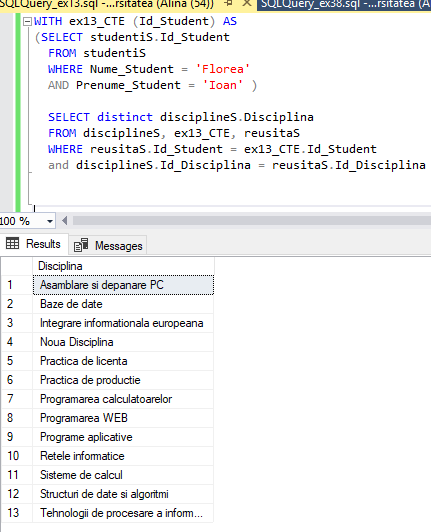 SQLQuery_ex13.sql -...rsitatea (Alina (54))
SQLQuery_ex38.sql -...rsitatea (A
WITH ex13_CTE (Id_Student) AS
(SELECT studentiS.Id_Student
FROM studentiS
WHERE Nume_Student = 'Florea'
AND Prenume_Student = 'Ioan' )
SELECT distinct disciplineS.Disciplina
FROM disciplineS, ex13_CTE, reusitaS
WHERE reusitaS.Id_Student = ex13_CTE.Id_Student
and disciplineS.Id_Disciplina = reusitaS.Id_Disciplina
100 %
Results Messages
Disciplina
1 Asamblare si depanare PC
2 Baze de date
3 Integrare informationala europeana
4 Noua Disciplina
5 Practica de licenta
6 Practica de productie
7 Programarea calculatoarelor
8 Programarea WEB
9 Programe aplicative
10 Retele informatice
11 Sisteme de calcul
12 Structuri de date si algoritmi
13 Tehnologii de procesare a inform...